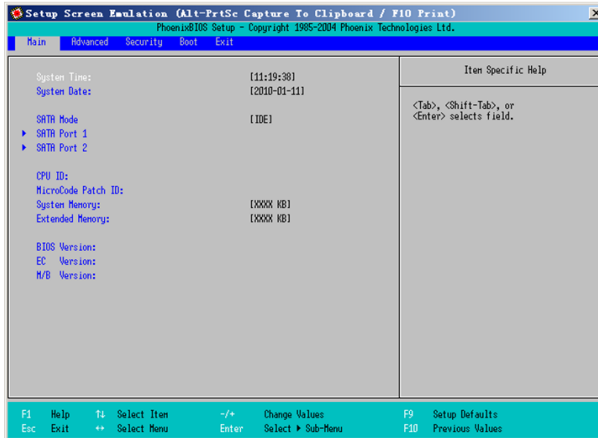 Setup Screen Emulation (Alt-PrtSc Capture To Clipboard / F10 Print)
PhoenixBIOS Setup - Copyright 1985-2004 Phoenix Technologies Ltd.
Main Advanced Security Boot Exit
Item Specific Help
System Time: [11:19:38]
System Date: [2010-01-11]
<Tab>, <Shift-Tab>, or
<Enter> selects field.
SATA Mode [IDE]
SATA Port 1
SATA Port 2
CPU ID:
MicroCode Patch ID:
System Memory: [XXXX KB]
Extended Memory: [XXXX KB]
BIOS Version:
EC Version:
M/B Version:
F1 Help ↑↓ Select Item -/+ Change Values F9 Setup Defaults
Esc Exit ↔ Select Menu Enter Select ▶ Sub-Menu F10 Previous Values